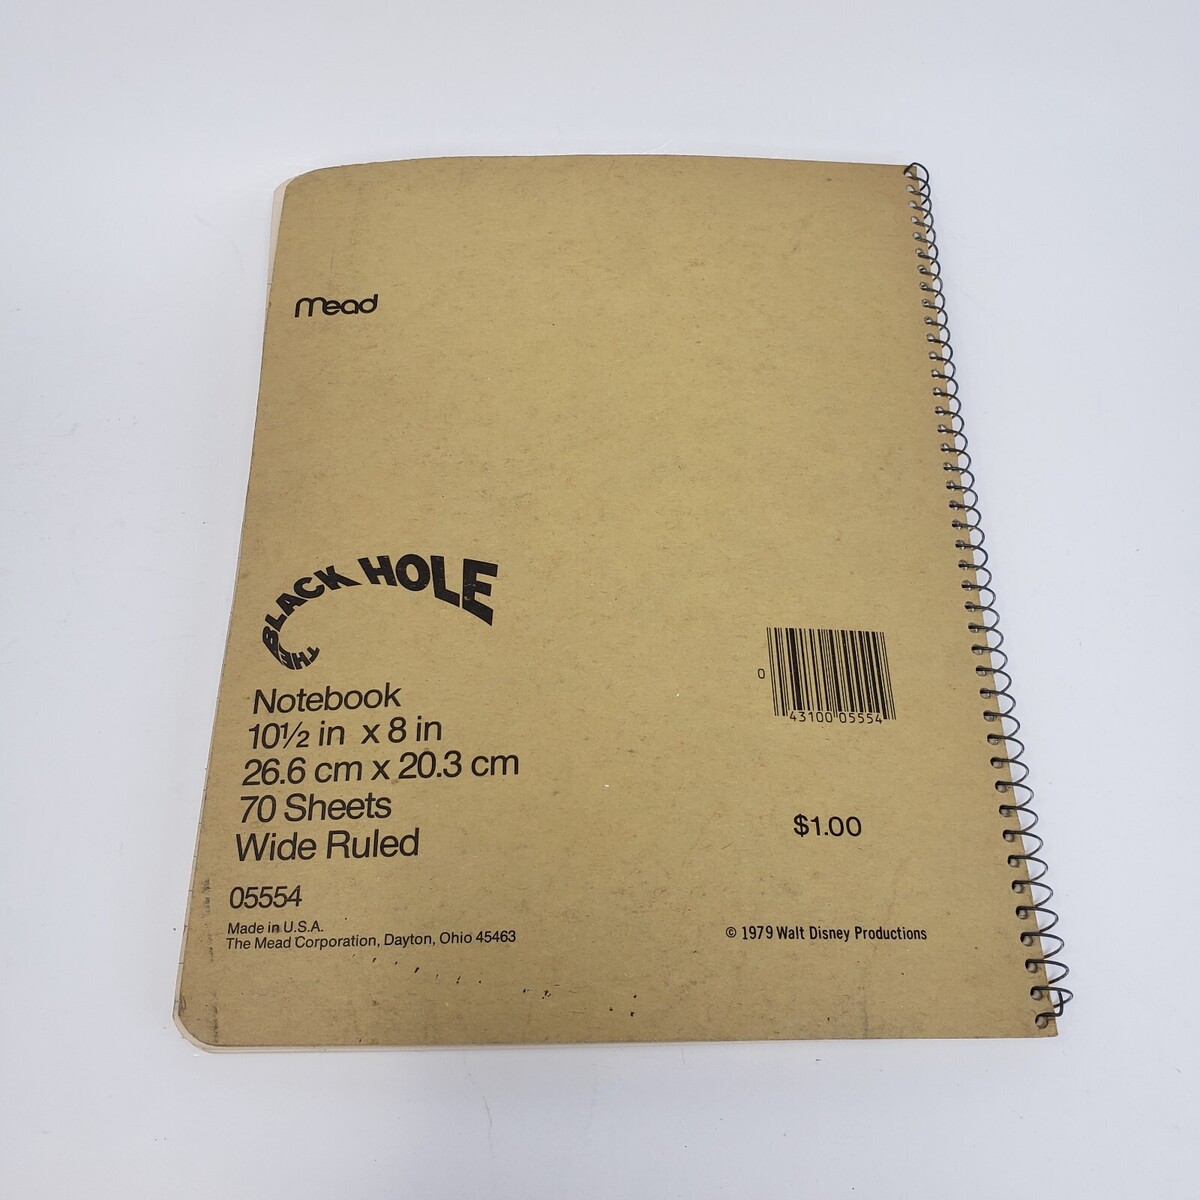 mead
THE BLACK HOLE
Notebook
10½ in x 8 in
26.6 cm x 20.3 cm
70 Sheets
Wide Ruled
05554
Made in U.S.A.
The Mead Corporation, Dayton, Ohio 45463
0 43100 05554
$1.00
© 1979 Walt Disney Productions